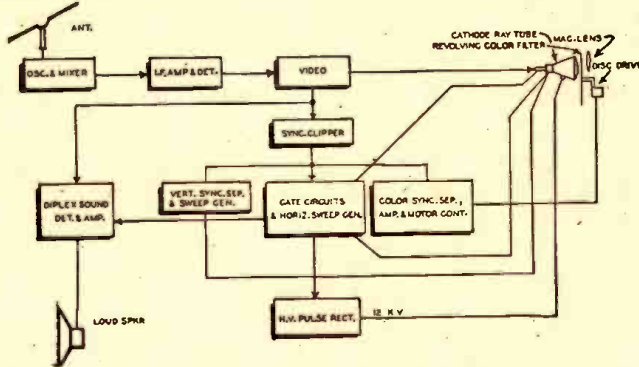 ANT.
OSC. & MIXER
I.F. AMP & DET.
VIDEO
CATHODE RAY TUBE
REVOLVING COLOR FILTER
MAG. LENS
DISC DRIVE
SYNC. CLIPPER
DIPLEX SOUND
DET. & AMP.
VERT. SYNC. SEP.
& SWEEP GEN.
GATE CIRCUITS
& HORIZ. SWEEP GEN.
COLOR SYNC. SEP.,
AMP. & MOTOR CONT.
LOUD SPKR
H.V. PULSE RECT.
12 KV